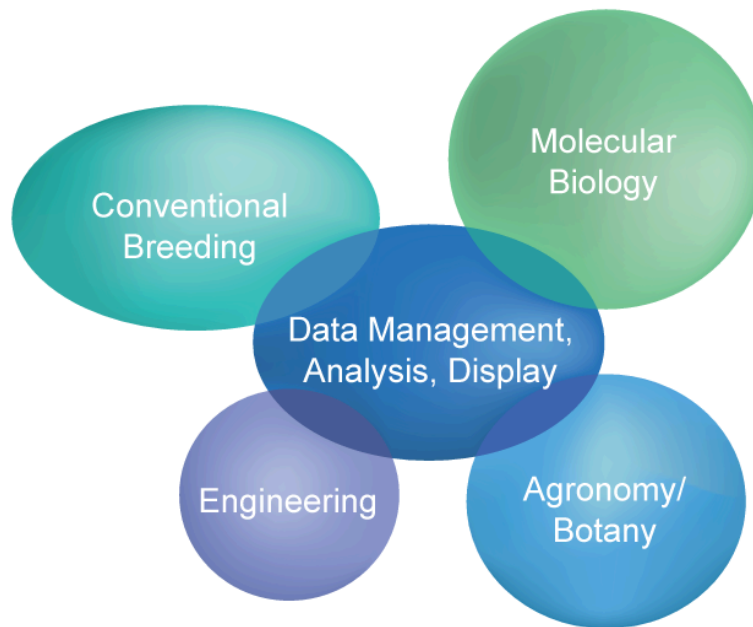 Conventional
Breeding
Molecular
Biology
Data Management,
Analysis, Display
Engineering
Agronomy/
Botany